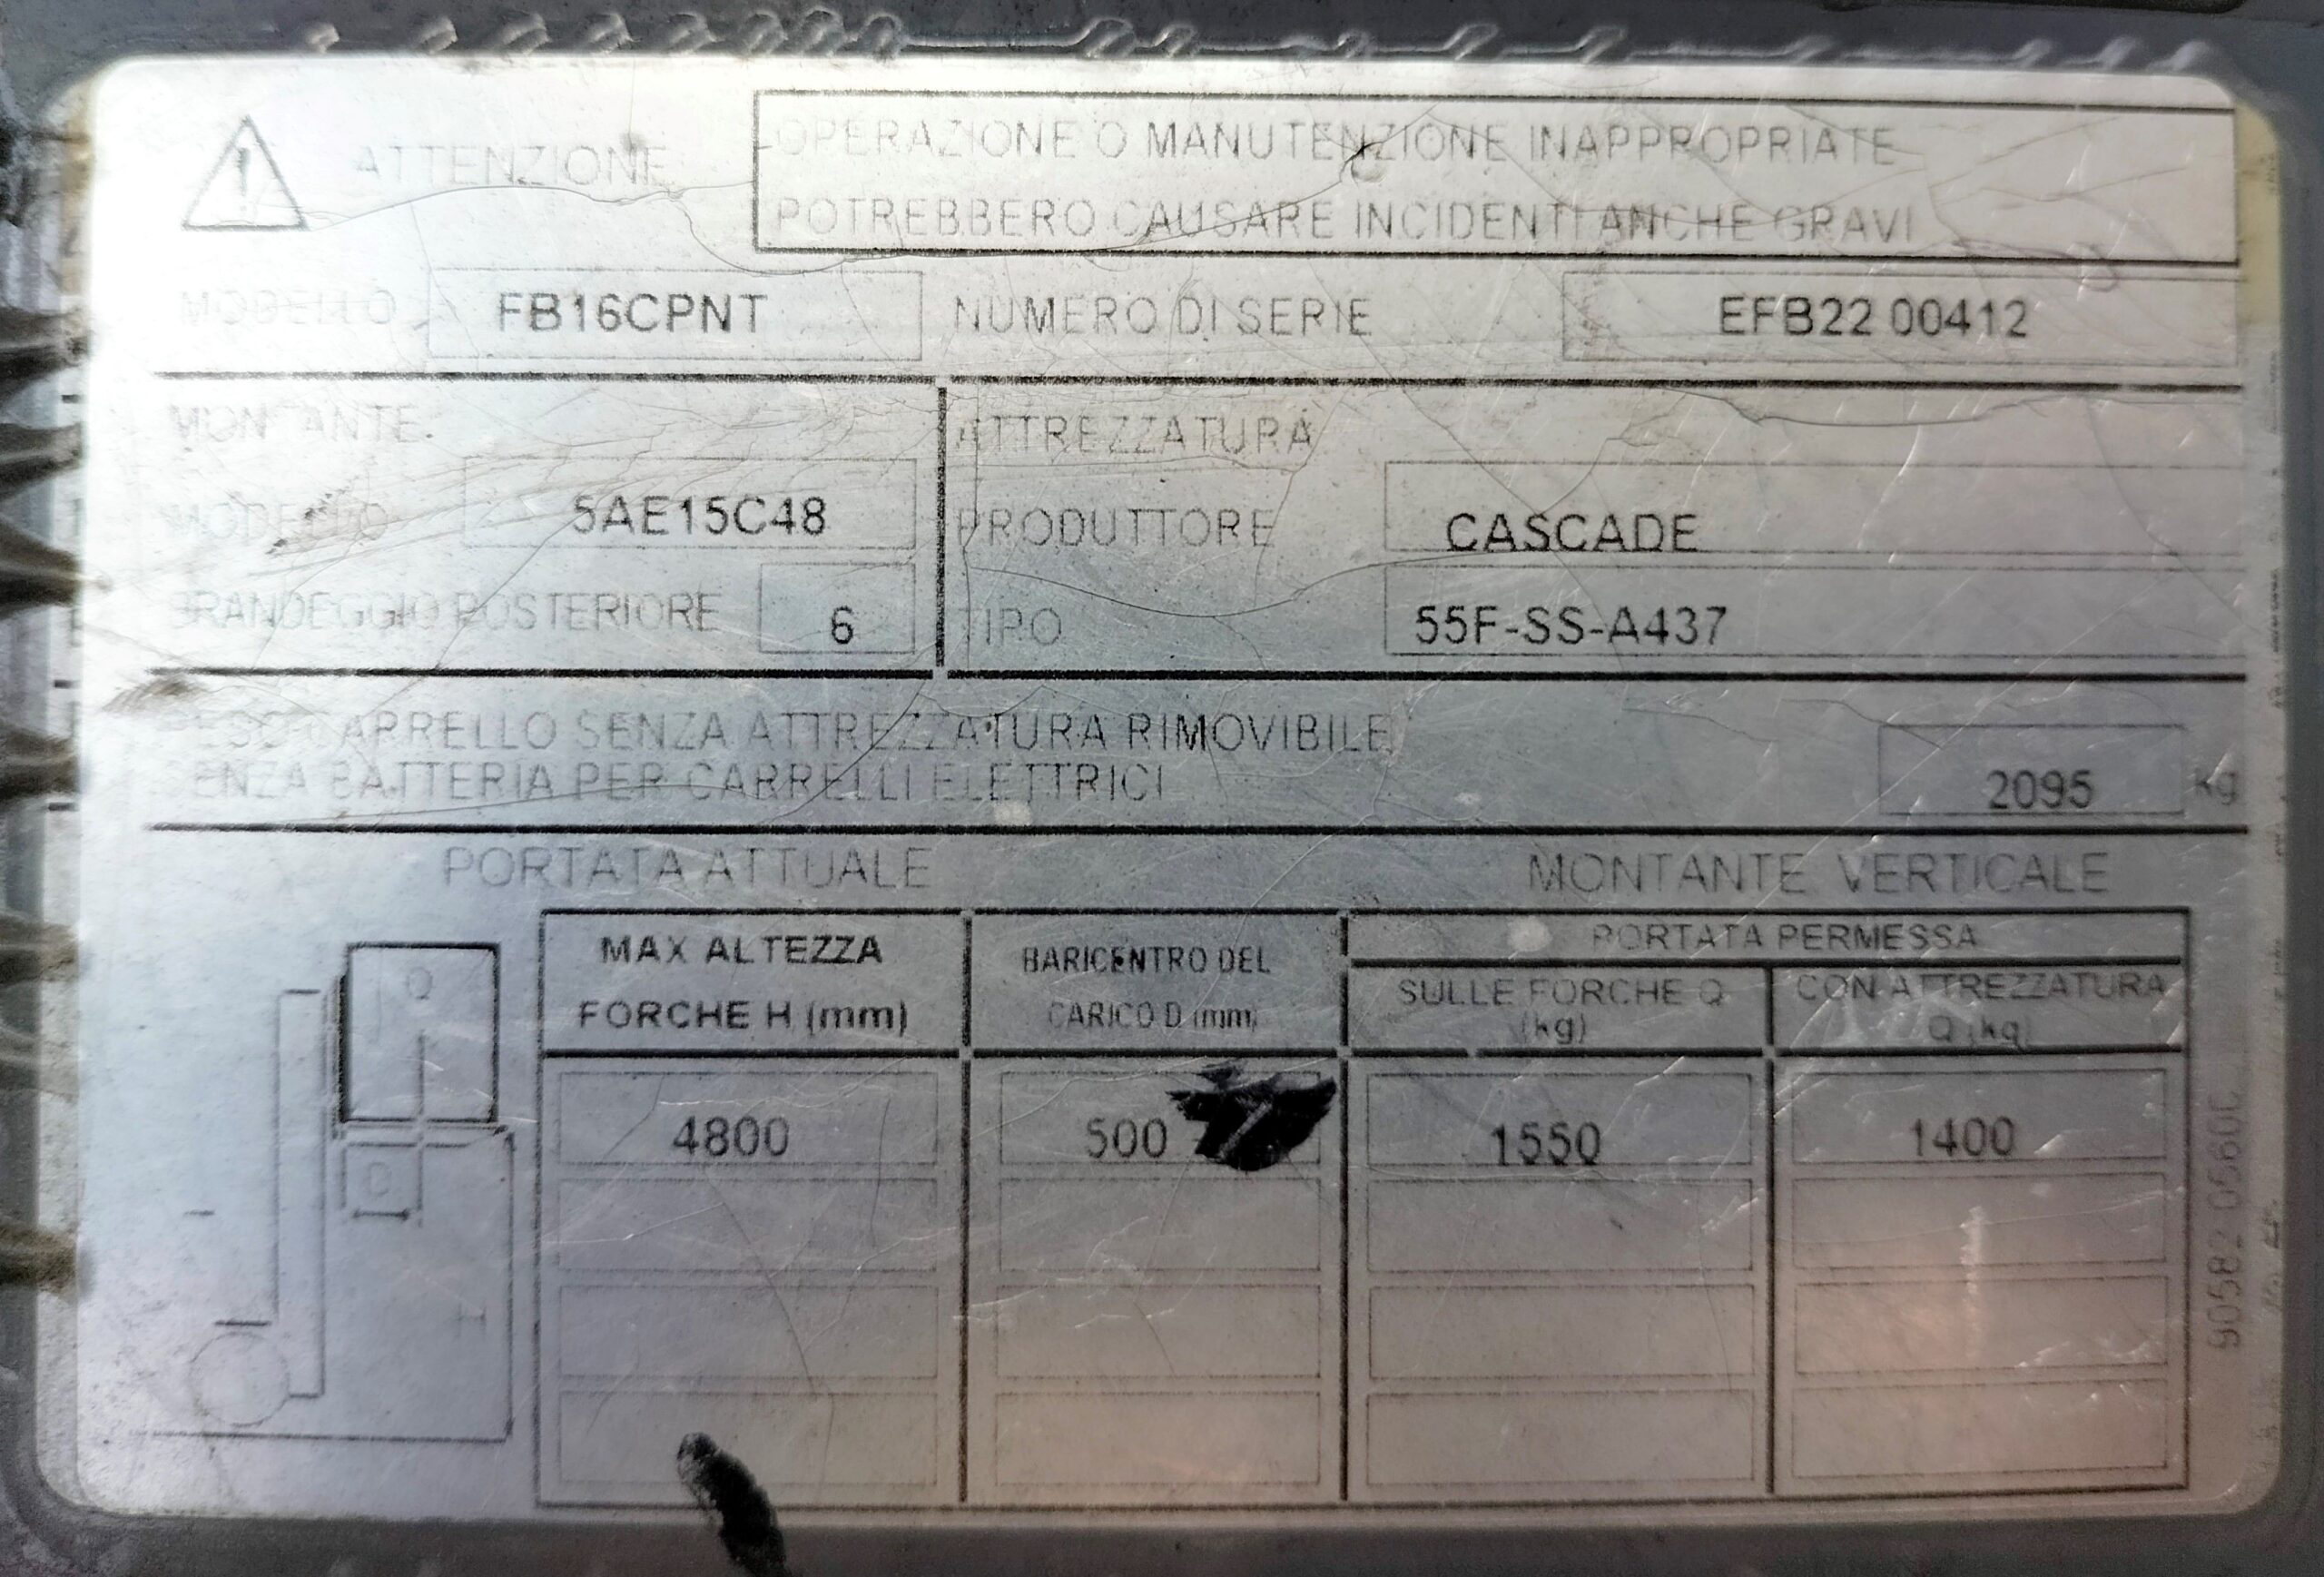 ATTENZIONE
OPERAZIONE O MANUTENZIONE INAPPROPRIATE
POTREBBERO CAUSARE INCIDENTI ANCHE GRAVI
MODELLO FB16CPNT NUMERO DI SERIE EFB22 00412
MONTANTE
MODELLO 5AE15C48
BRANDEGGIO POSTERIORE 6
ATTREZZATURA
PRODUTTORE CASCADE
TIPO 55F-SS-A437
PESO CARRELLO SENZA ATTREZZATURA RIMOVIBILE
SENZA BATTERIA PER CARRELLI ELETTRICI
2095 kg
PORTATA ATTUALE MONTANTE VERTICALE
MAX ALTEZZA
FORCHE H (mm)
BARICENTRO DEL
CARICO D (mm)
PORTATA PERMESSA
SULLE FORCHE Q
(kg)
CON ATTREZZATURA
Q (kg)
4800 500 1550 1400
Q
H